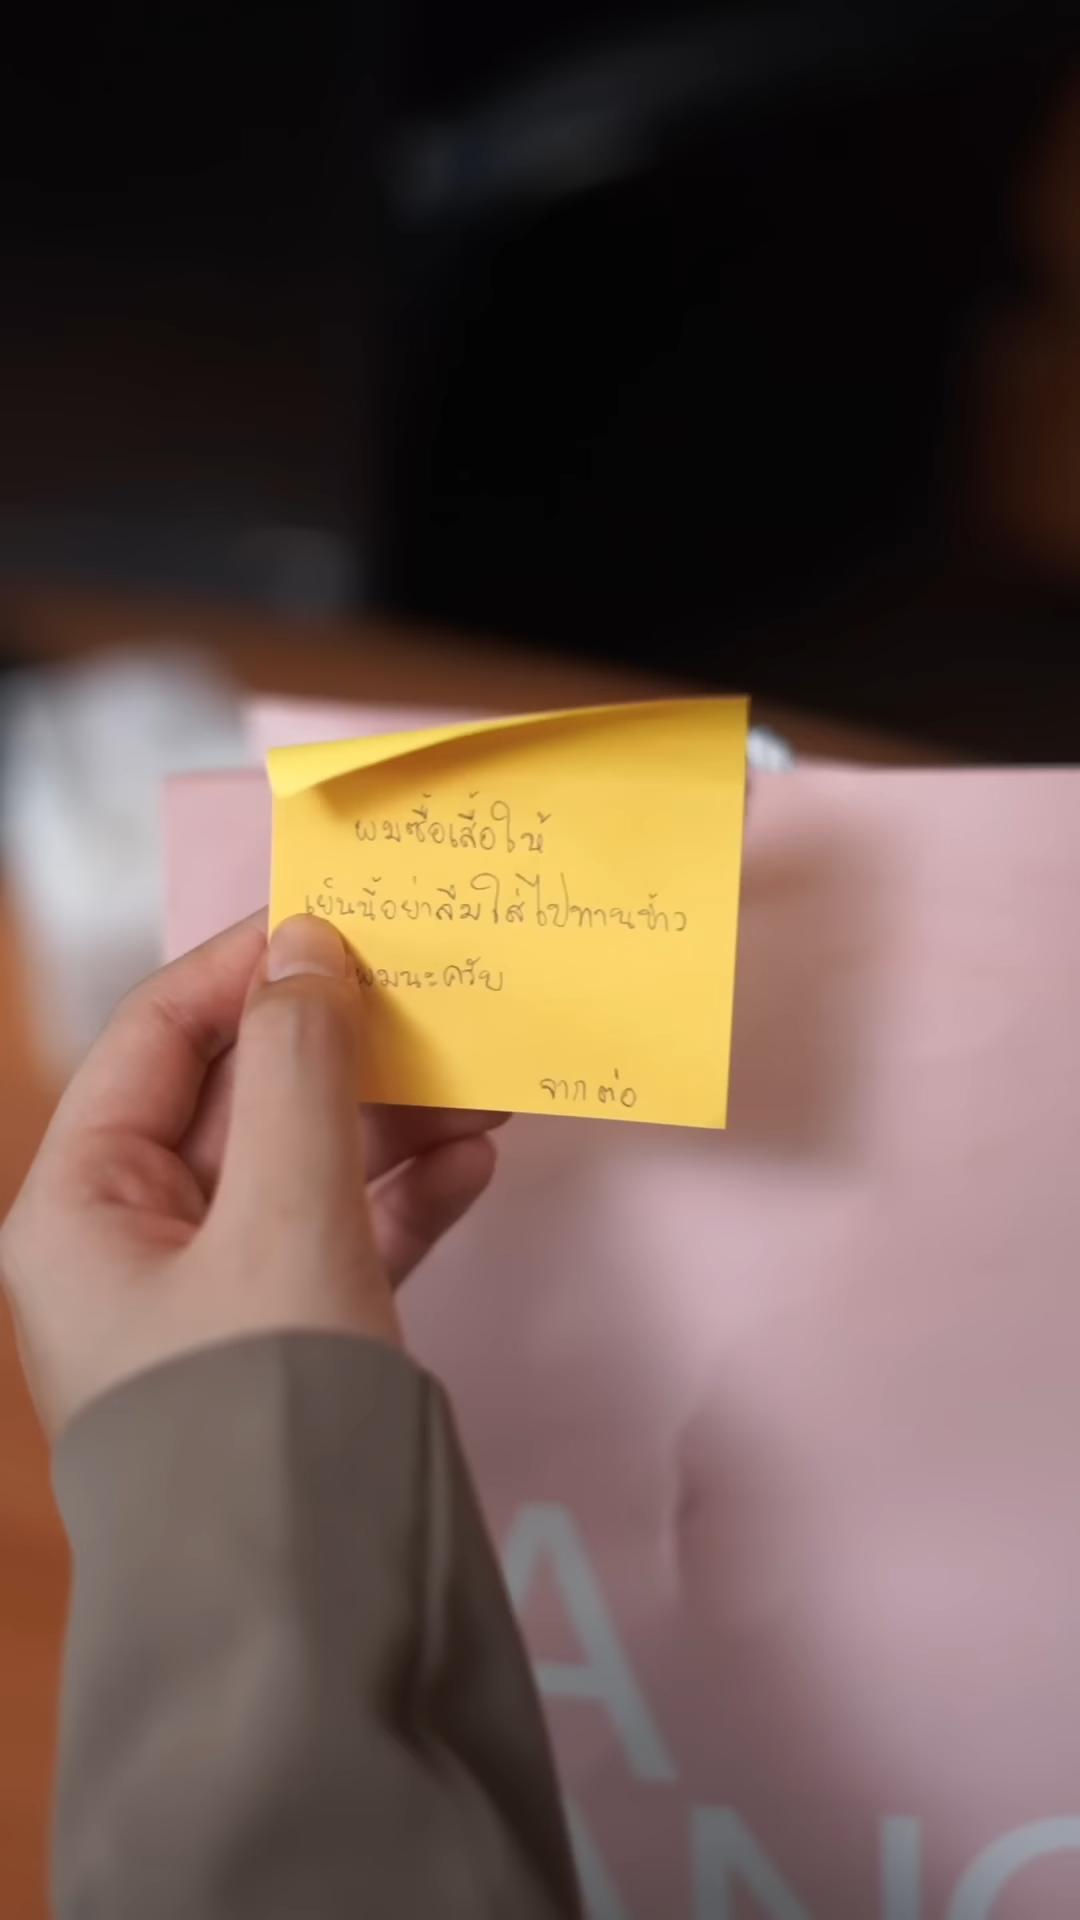 ผมซื้อเสื้อให้
เย็นนี้อย่าลืมใส่ไปทานข้าว
ผมนะครับ
จาก ต่อ
A